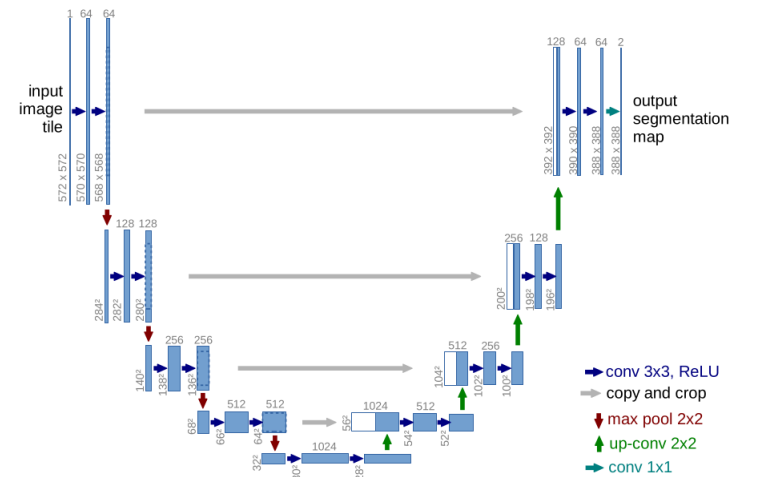 1 64 64
128 64 64 2
input
image
tile
output
segmentation
map
572 x 572
570 x 570
568 x 568
392 x 392
390 x 390
388 x 388
388 x 388
128 128
256 128
284²
282²
280²
200²
198²
196²
256 256
512 256
140²
138²
136²
104²
102²
100²
512 512
1024 512
68²
66²
64²
56²
54²
52²
1024
32²
conv 3x3, ReLU
copy and crop
max pool 2x2
up-conv 2x2
conv 1x1